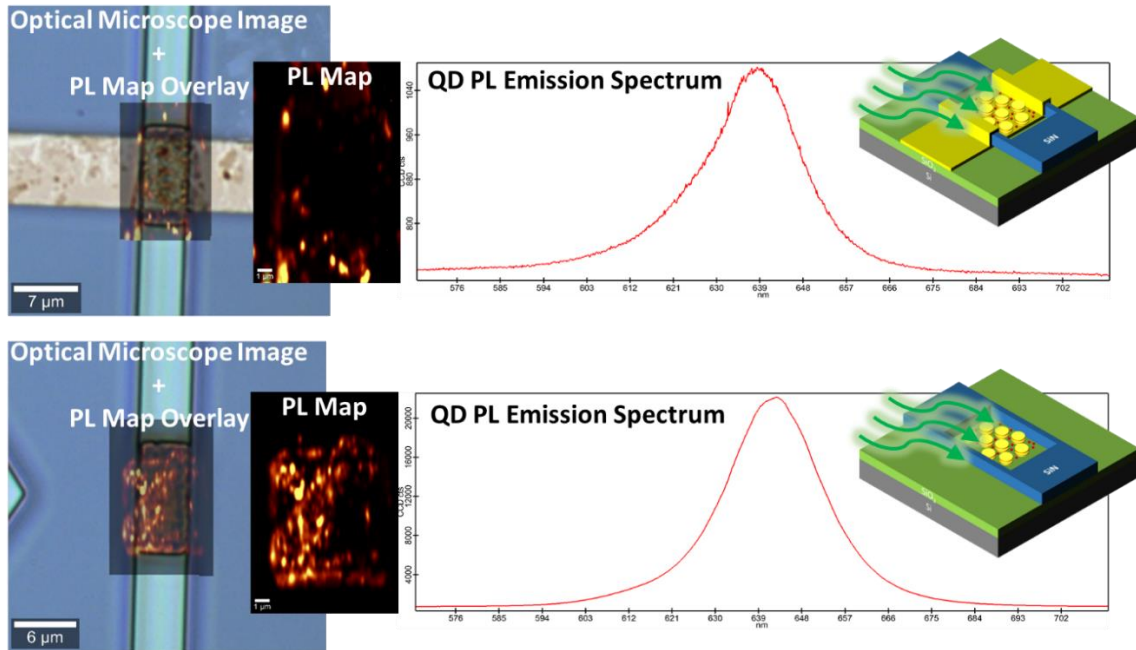 Optical Microscope Image
+
PL Map Overlay
7 µm
PL Map
1 µm
QD PL Emission Spectrum
CCD cts
1040
960
880
800
576 585 594 603 612 621 630 639 648 657 666 675 684 693 702
nm
SiN
SiO2
Si
Optical Microscope Image
+
PL Map Overlay
6 µm
PL Map
1 µm
QD PL Emission Spectrum
CCD cts
20000
16000
12000
8000
4000
576 585 594 603 612 621 630 639 648 657 666 675 684 693 702
nm
SiN
SiO2
Si